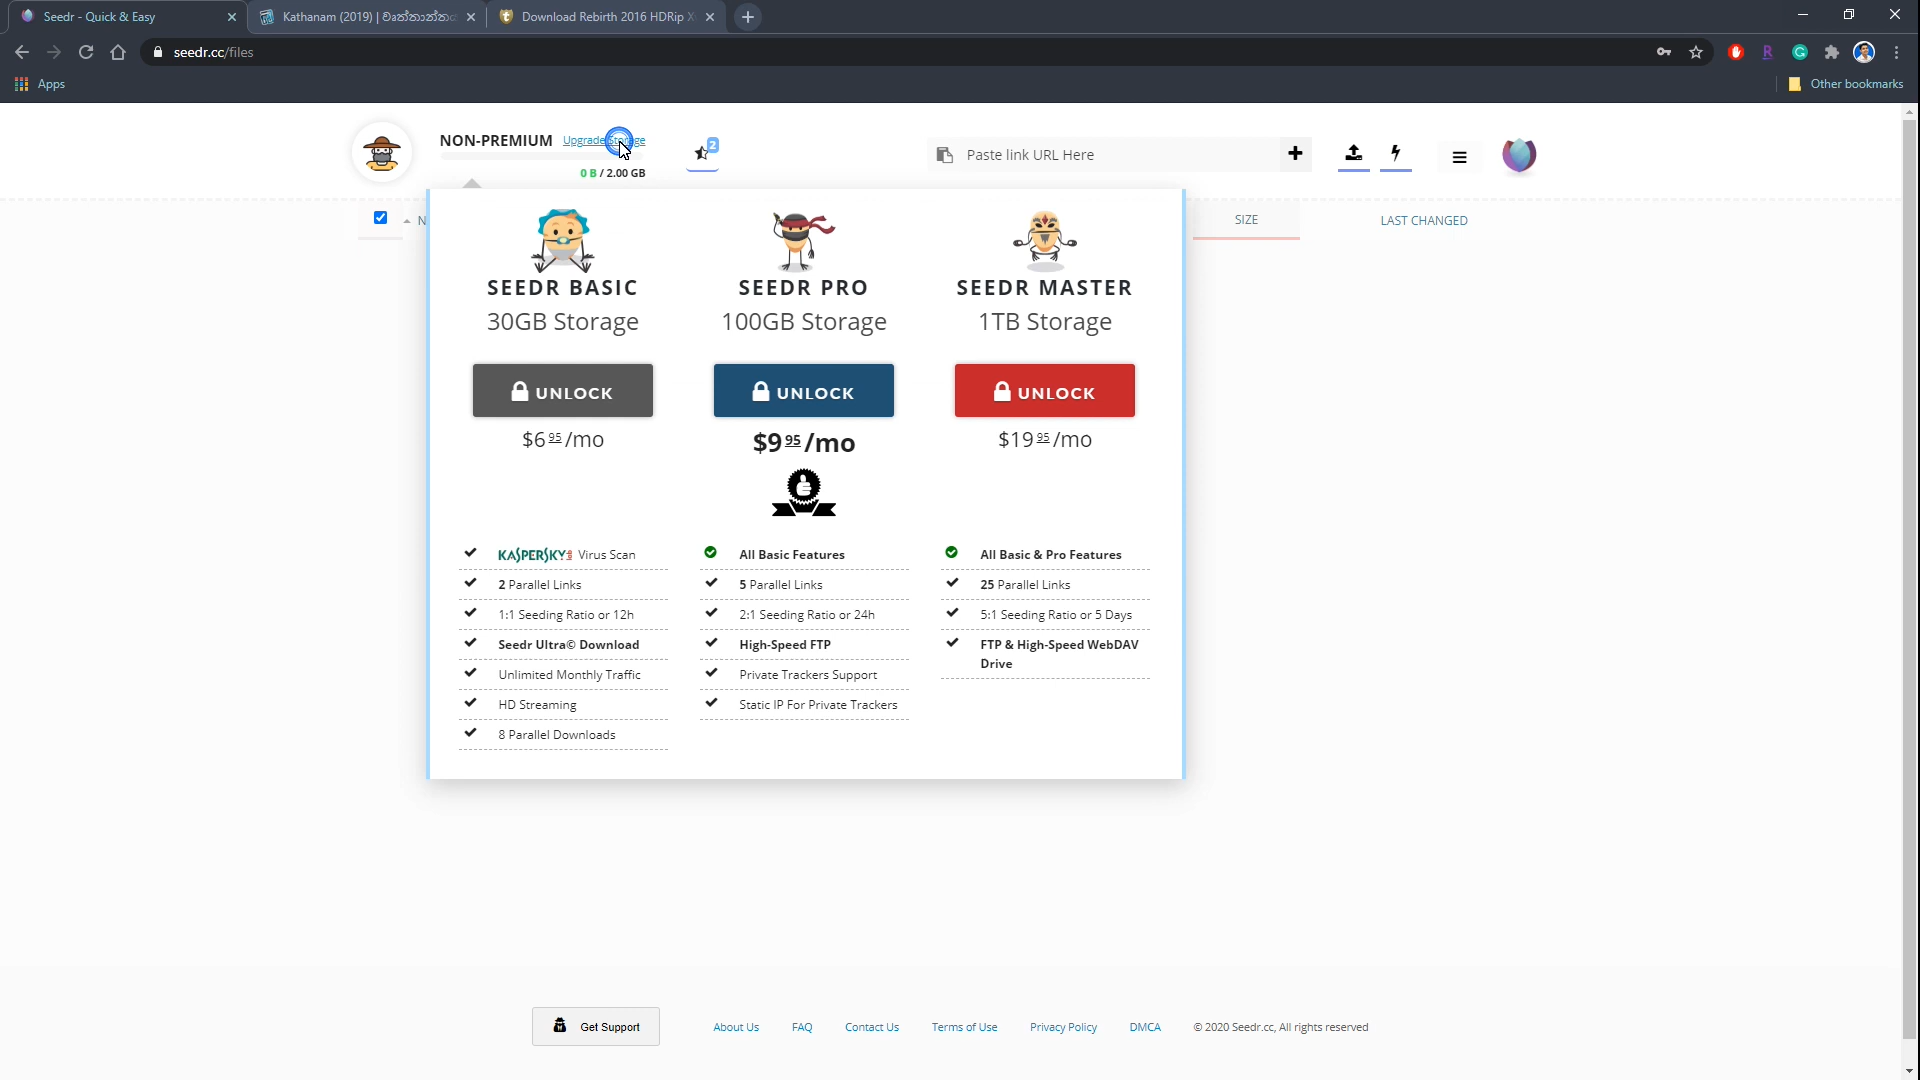 Seedr - Quick & Easy
Kathanam (2019) | වෘත්තාන්තය
Download Rebirth 2016 HDRip X
seedr.cc/files
Apps
Other bookmarks
NON-PREMIUM Upgrade Storage
2
0 B / 2.00 GB
Paste link URL Here
N
SIZE
LAST CHANGED
SEEDR BASIC
30GB Storage
UNLOCK
$6 95 /mo
KASPERSKY Virus Scan
2 Parallel Links
1:1 Seeding Ratio or 12h
Seedr Ultra© Download
Unlimited Monthly Traffic
HD Streaming
8 Parallel Downloads
SEEDR PRO
100GB Storage
UNLOCK
$9 95 /mo
All Basic Features
5 Parallel Links
2:1 Seeding Ratio or 24h
High-Speed FTP
Private Trackers Support
Static IP For Private Trackers
SEEDR MASTER
1TB Storage
UNLOCK
$19 95 /mo
All Basic & Pro Features
25 Parallel Links
5:1 Seeding Ratio or 5 Days
FTP & High-Speed WebDAV
Drive
Get Support
About Us
FAQ
Contact Us
Terms of Use
Privacy Policy
DMCA
© 2020 Seedr.cc, All rights reserved